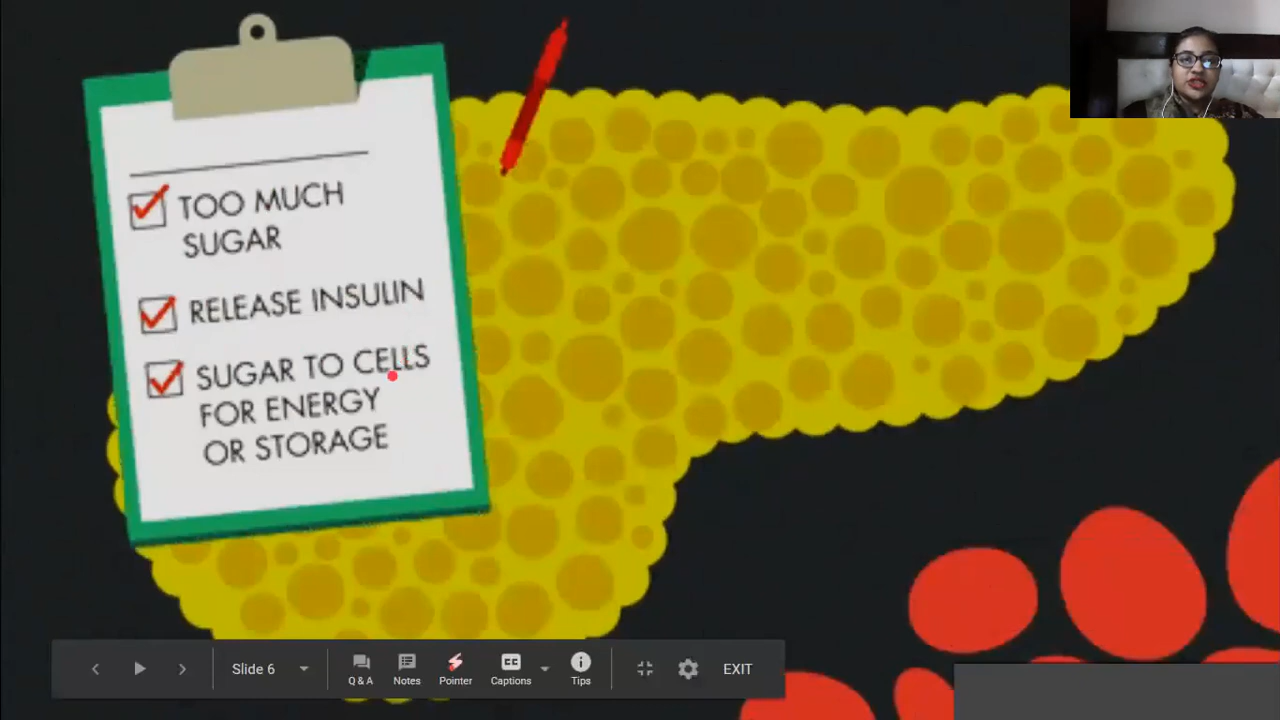 TOO MUCH
SUGAR
RELEASE INSULIN
SUGAR TO CELLS
FOR ENERGY
OR STORAGE
Slide 6
Q & A
Notes
Pointer
CC
Captions
Tips
EXIT